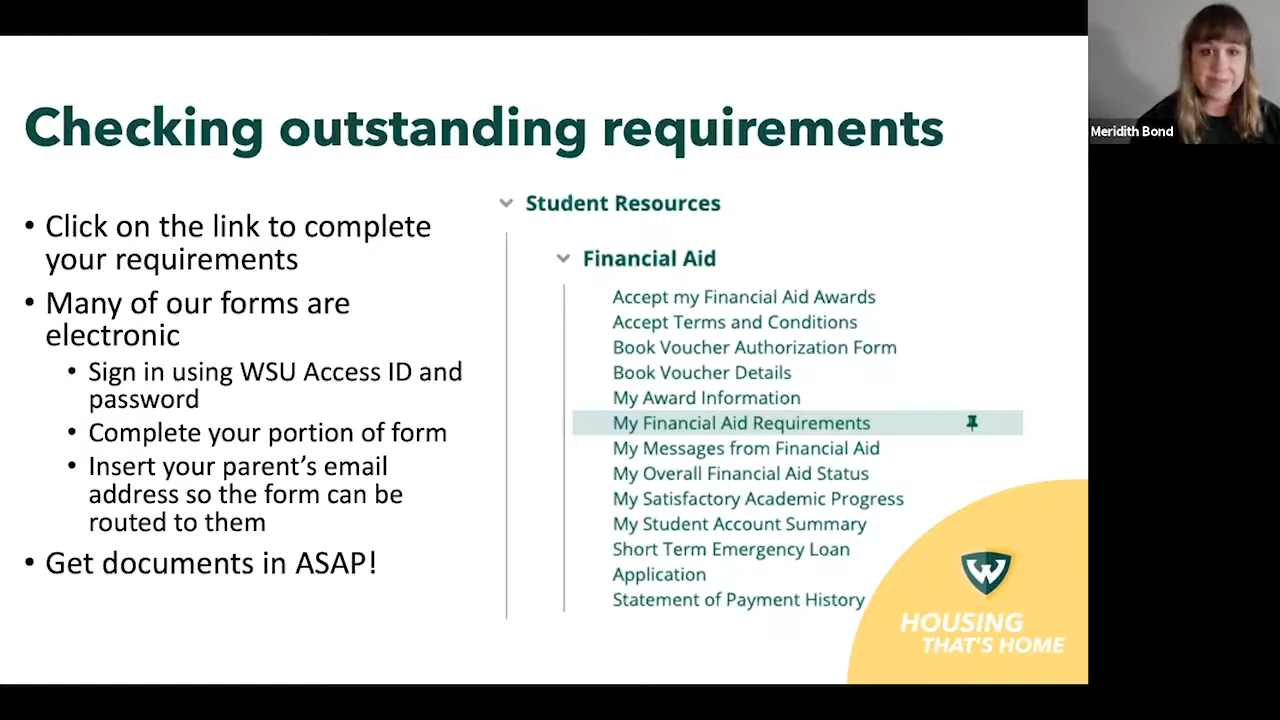 Checking outstanding requirements
• Click on the link to complete
your requirements
• Many of our forms are
electronic
• Sign in using WSU Access ID and
password
• Complete your portion of form
• Insert your parent's email
address so the form can be
routed to them
• Get documents in ASAP!
Student Resources
Financial Aid
Accept my Financial Aid Awards
Accept Terms and Conditions
Book Voucher Authorization Form
Book Voucher Details
My Award Information
My Financial Aid Requirements
My Messages from Financial Aid
My Overall Financial Aid Status
My Satisfactory Academic Progress
My Student Account Summary
Short Term Emergency Loan
Application
Statement of Payment History
W
HOUSING
THAT'S HOME
Meridith Bond